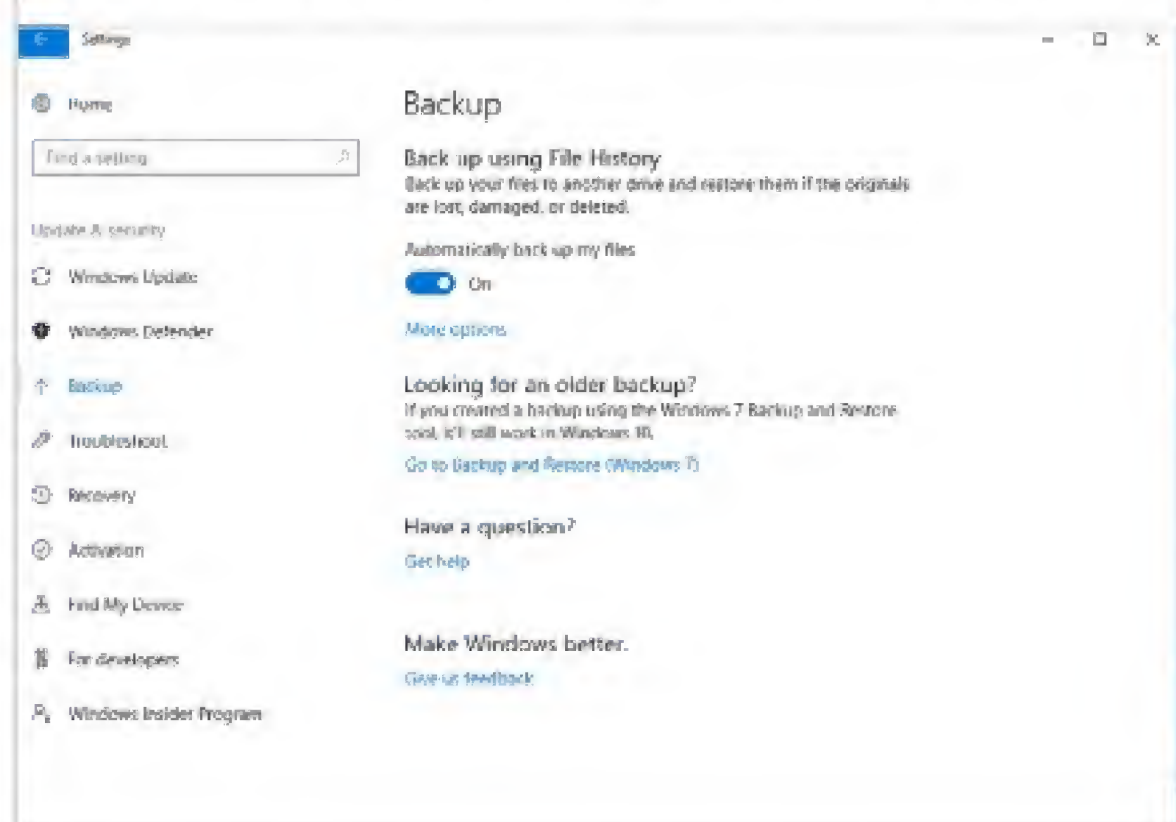 Settings
Home
Find a setting
Update & security
Windows Update
Windows Defender
Backup
Troubleshoot
Recovery
Activation
Find My Device
For developers
Windows Insider Program
Backup
Back up using File History
Back up your files to another drive and restore them if the originals
are lost, damaged, or deleted.
Automatically back up my files
On
More options
Looking for an older backup?
If you created a backup using the Windows 7 Backup and Restore
tool, it'll still work in Windows 10.
Go to Backup and Restore (Windows 7)
Have a question?
Get help
Make Windows better.
Give us feedback